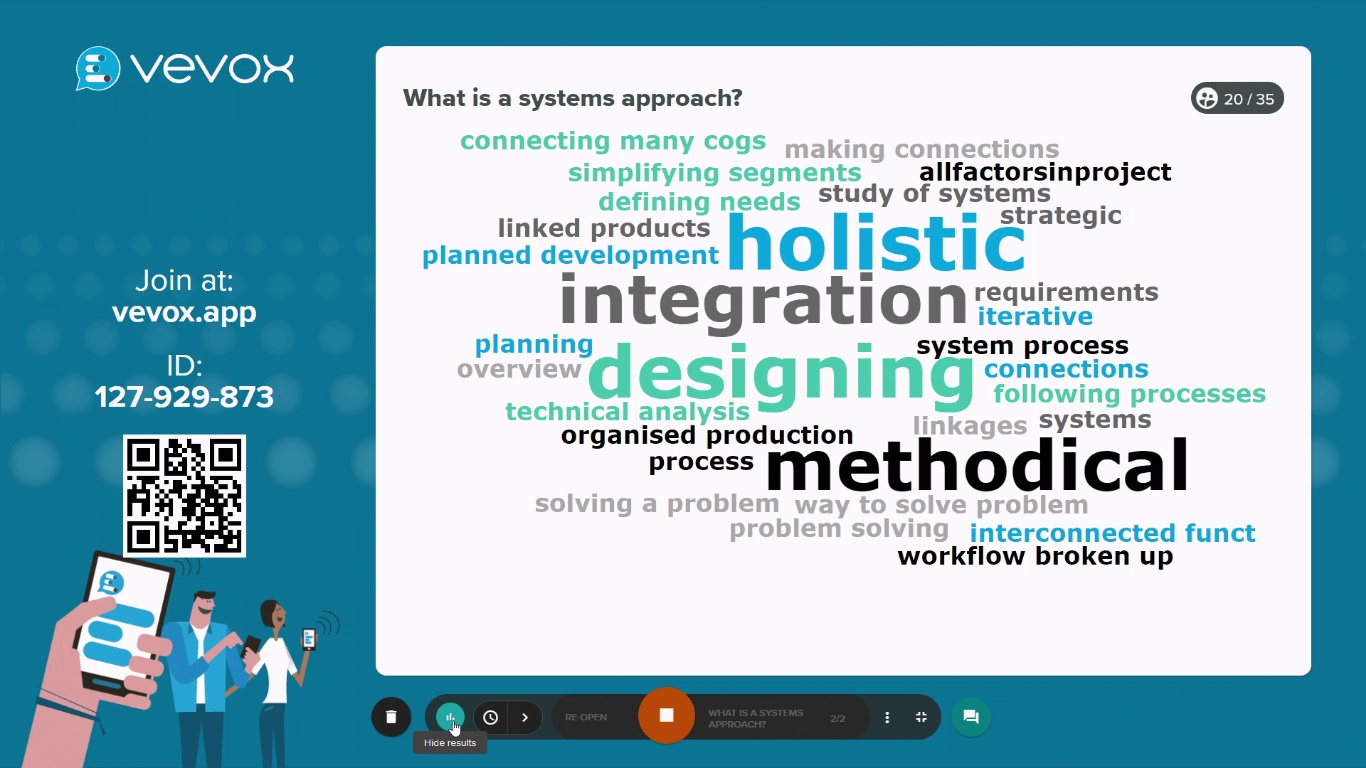 vevox
What is a systems approach?
20 / 35
connecting many cogs
making connections
simplifying segments
allfactorsinproject
defining needs
study of systems
strategic
linked products
holistic
planned development
integration
requirements
iterative
planning
system process
overview
designing
connections
following processes
technical analysis
linkages
systems
organised production
process
methodical
solving a problem
way to solve problem
problem solving
interconnected funct
workflow broken up
Join at:
vevox.app
ID:
127-929-873
RE-OPEN
WHAT IS A SYSTEMS
APPROACH?
2/2
Hide results